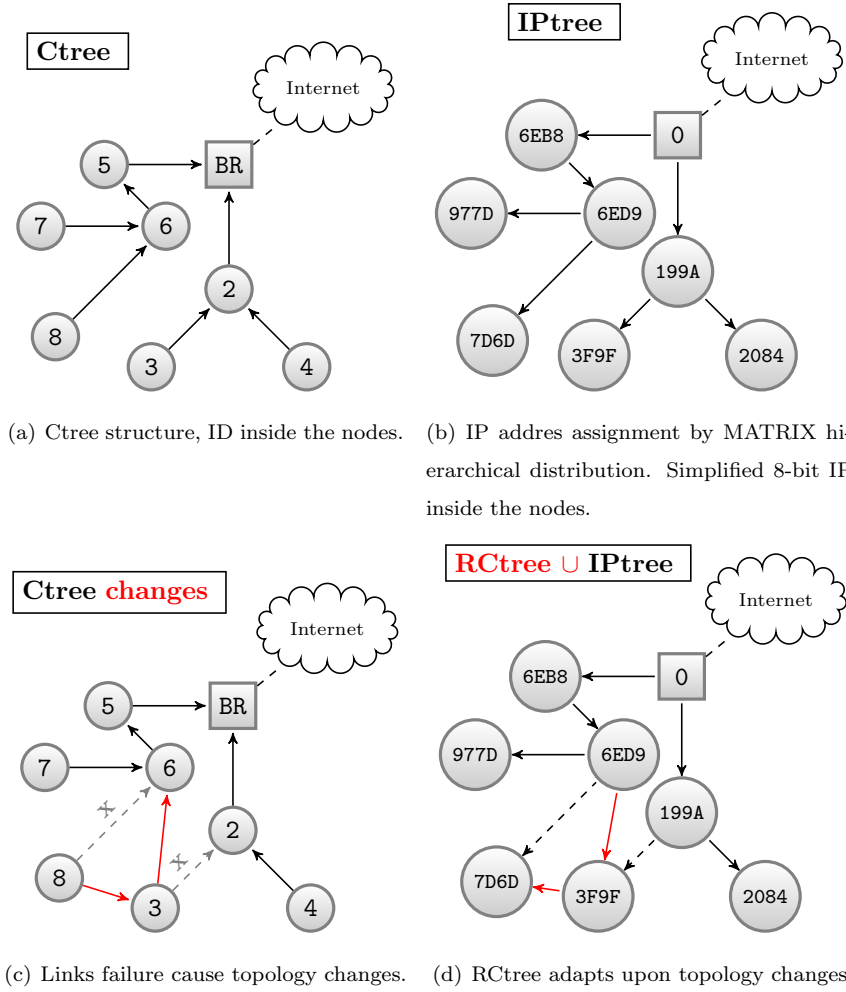 Ctree
Internet
BR
5
7
6
8
2
3
4
IPtree
Internet
6EB8
0
977D
6ED9
199A
7D6D
3F9F
2084
(a) Ctree structure, ID inside the nodes.
(b) IP addres assignment by MATRIX hi-
erarchical distribution. Simplified 8-bit IP
inside the nodes.
Ctree changes
Internet
BR
5
7
6
x
x
2
8
3
4
RCtree ∪ IPtree
Internet
6EB8
0
977D
6ED9
199A
7D6D
3F9F
2084
(c) Links failure cause topology changes.
(d) RCtree adapts upon topology changes